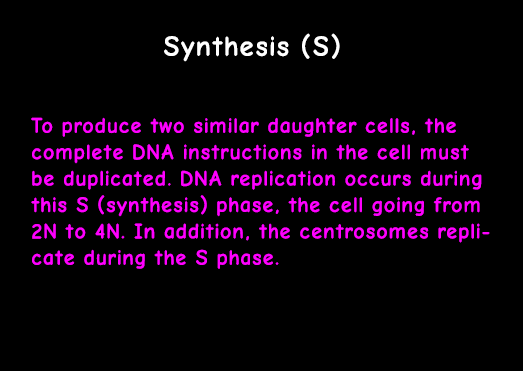 Synthesis (S)
To produce two similar daughter cells, the
complete DNA instructions in the cell must
be duplicated. DNA replication occurs during
this S (synthesis) phase, the cell going from
2N to 4N. In addition, the centrosomes repli-
cate during the S phase.